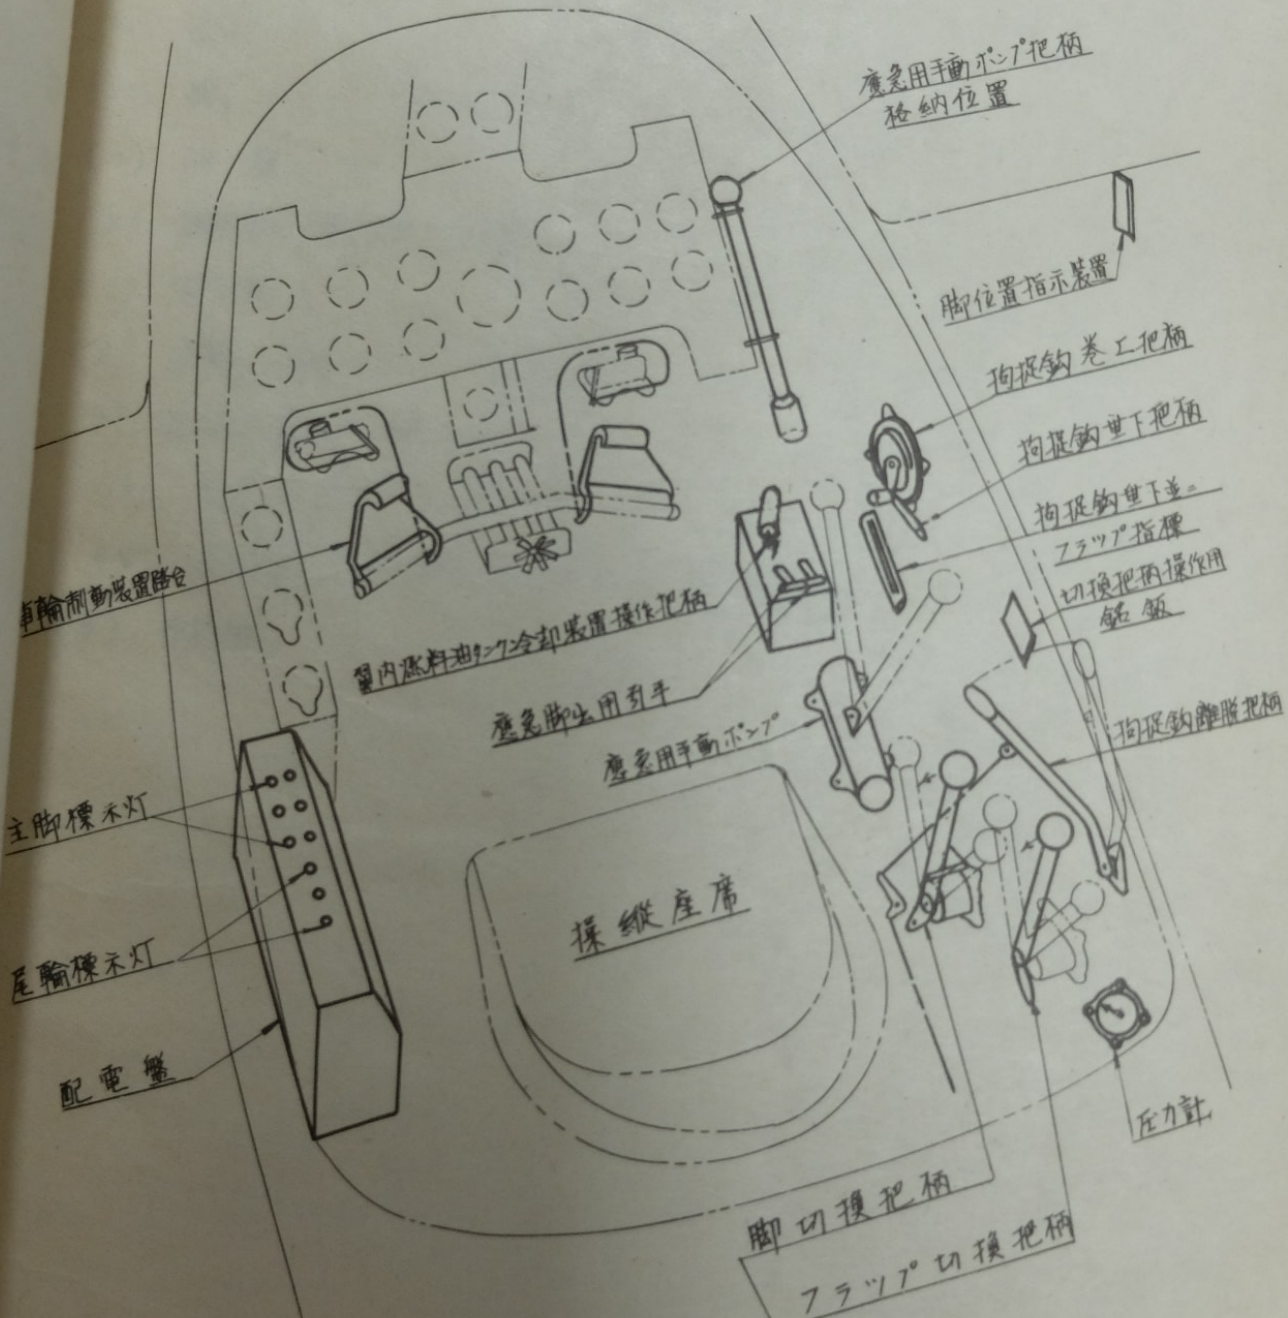 應急用手動ポンプ把柄
格納位置
脚位置指示装置
拘捉鈎巻上把柄
拘捉鈎垂下把柄
拘捉鈎垂下並ニ
フラップ指標
切換把柄操作用
銘鈑
車輪制動装置踏台
翼内燃料油タンク冷却装置操作把柄
應急脚出用引手
應急用手動ポンプ
拘捉鈎離脱把柄
主脚標示灯
操縦座席
尾輪標示灯
配電盤
圧力計
脚切換把柄
フラップ切換把柄